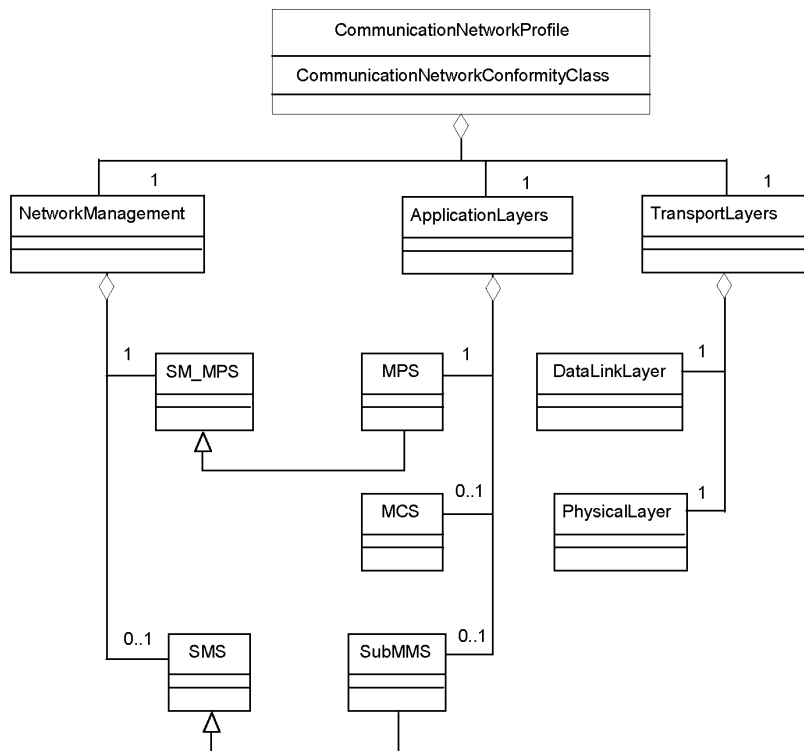 CommunicationNetworkProfile
CommunicationNetworkConformityClass
1
1
1
NetworkManagement
ApplicationLayers
TransportLayers
1
SM_MPS
MPS
1
DataLinkLayer
1
MCS
0..1
PhysicalLayer
1
0..1
SMS
SubMMS
0..1